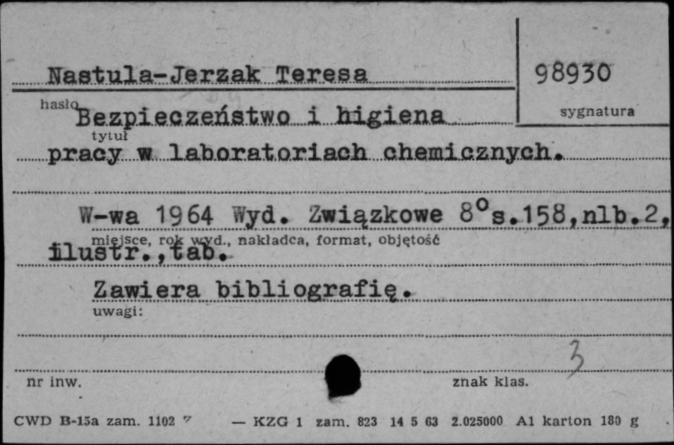 Nastula-Jerzak Teresa
98930
hasło
sygnatura
Bezpieczeństwo i higiena
tytuł
pracy w laboratoriach chemicznych.
W-wa 1964 Wyd. Związkowe 8° s.158,nlb.2,
miejsce, rok wyd., nakładca, format, objętość
ilustr.,tab.
Zawiera bibliografię.
uwagi:
3
nr inw.
znak klas.
CWD B-15a zam. 1102 — KZG 1 zam. 823 14 5 63 2.025000 A1 karton 180 g